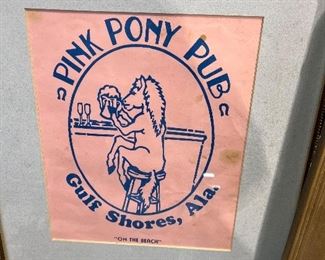 PINK PONY PUB
Gulf Shores, Ala.
"ON THE BEACH"